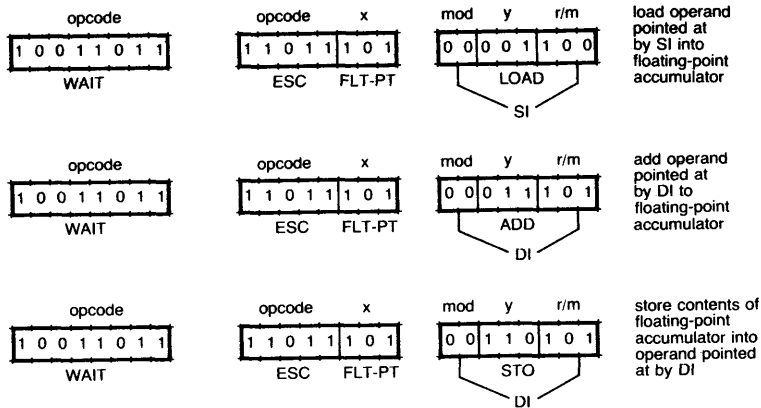 opcode opcode x mod y r/m load operand
pointed at
by SI into
floating-point
accumulator
1 0 0 1 1 0 1 1 1 1 0 1 1 1 0 1 0 0 0 0 1 1 0 0
WAIT ESC FLT-PT LOAD
SI
opcode opcode x mod y r/m add operand
pointed at
by DI to
floating-point
accumulator
1 0 0 1 1 0 1 1 1 1 0 1 1 1 0 1 0 0 0 1 1 1 0 1
WAIT ESC FLT-PT ADD
DI
opcode opcode x mod y r/m store contents of
floating-point
accumulator into
operand pointed
at by DI
1 0 0 1 1 0 1 1 1 1 0 1 1 1 0 1 0 0 1 1 0 1 0 1
WAIT ESC FLT-PT STO
DI